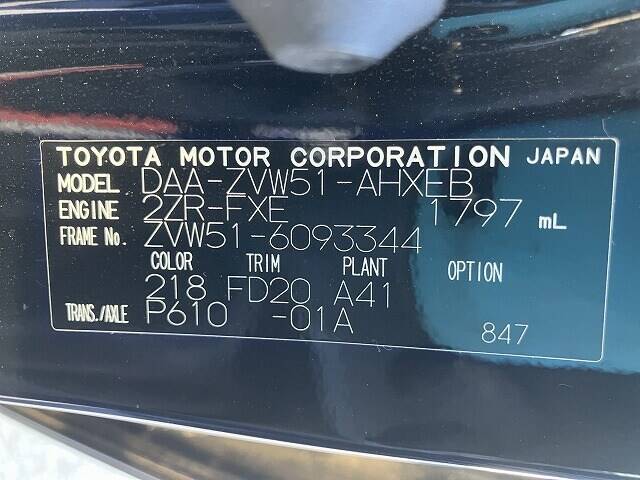 TOYOTA MOTOR CORPORATION JAPAN
MODEL DAA-ZVW51-AHXEB
ENGINE 2ZR-FXE 1797 mL
FRAME No. ZVW51-6093344
COLOR TRIM PLANT OPTION
218 FD20 A41
TRANS./AXLE P610 -01A 847